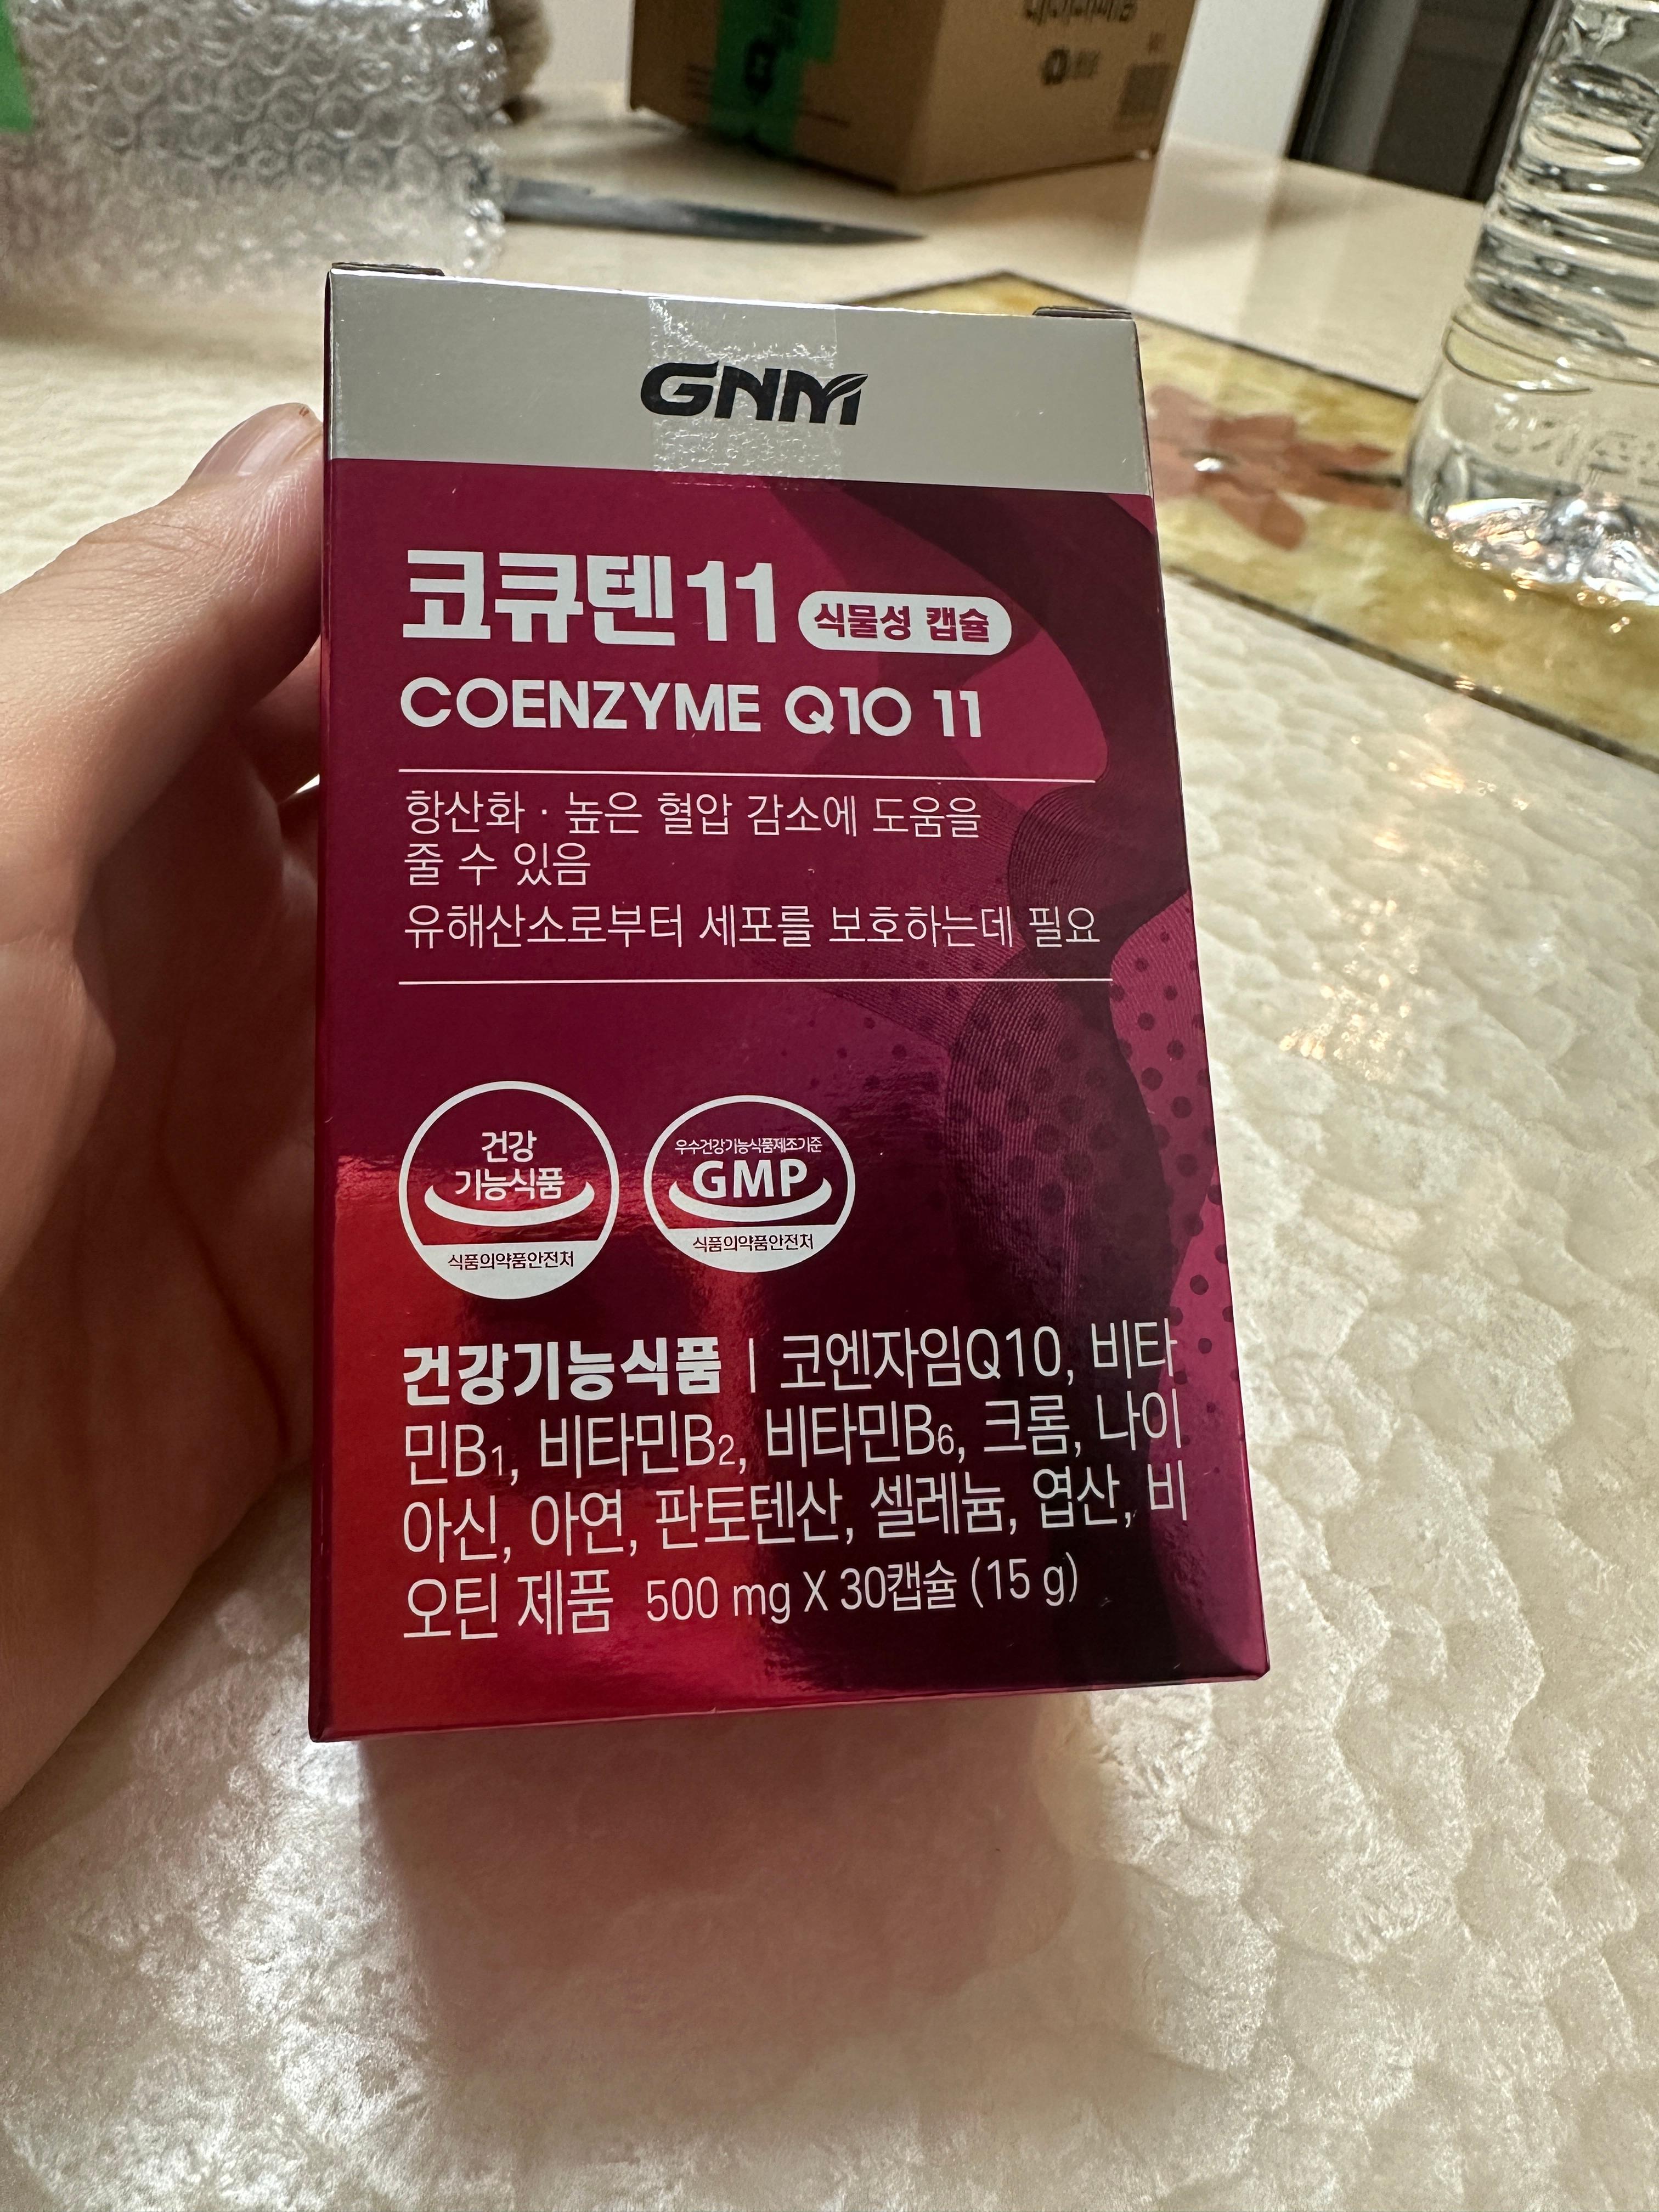 GNM
코큐텐11 식물성 캡슐
COENZYME Q10 11
항산화 · 높은 혈압 감소에 도움을
줄 수 있음
유해산소로부터 세포를 보호하는데 필요
건강
기능식품
식품의약품안전처
우수건강기능식품제조기준
GMP
식품의약품안전처
건강기능식품 | 코엔자임Q10, 비타
민B₁, 비타민B₂, 비타민B₆, 크롬, 나이
아신, 아연, 판토텐산, 셀레늄, 엽산, 비
오틴 제품 500 mg X 30캡슐 (15 g)